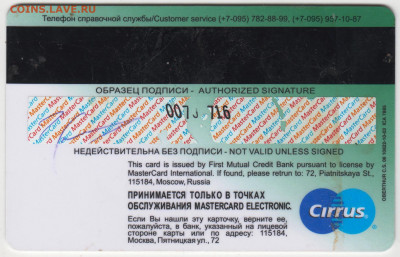 COINS.LAVE.RU
Телефон справочной службы/Customer service (+7-095) 782-88-99, (+7-095) 957-10-87
ОБРАЗЕЦ ПОДПИСИ - AUTHORIZED SIGNATURE
716
НЕДЕЙСТВИТЕЛЬНА БЕЗ ПОДПИСИ - NOT VALID UNLESS SIGNED
This card is issued by First Mutual Credit Bank pursuant to license by
MasterCard International. If found, please retrun to: 72, Piatnitskaya St.,
115184, Moscow, Russia
ПРИНИМАЕТСЯ ТОЛЬКО В ТОЧКАХ
ОБСЛУЖИВАНИЯ MASTERCARD ELECTRONIC.
Если Вы нашли эту карточку, верните ее,
пожалуйста, в банк, указанный на лицевой
стороне карты или по адресу: 115184,
Москва, Пятницкая ул., 72
Cirrus